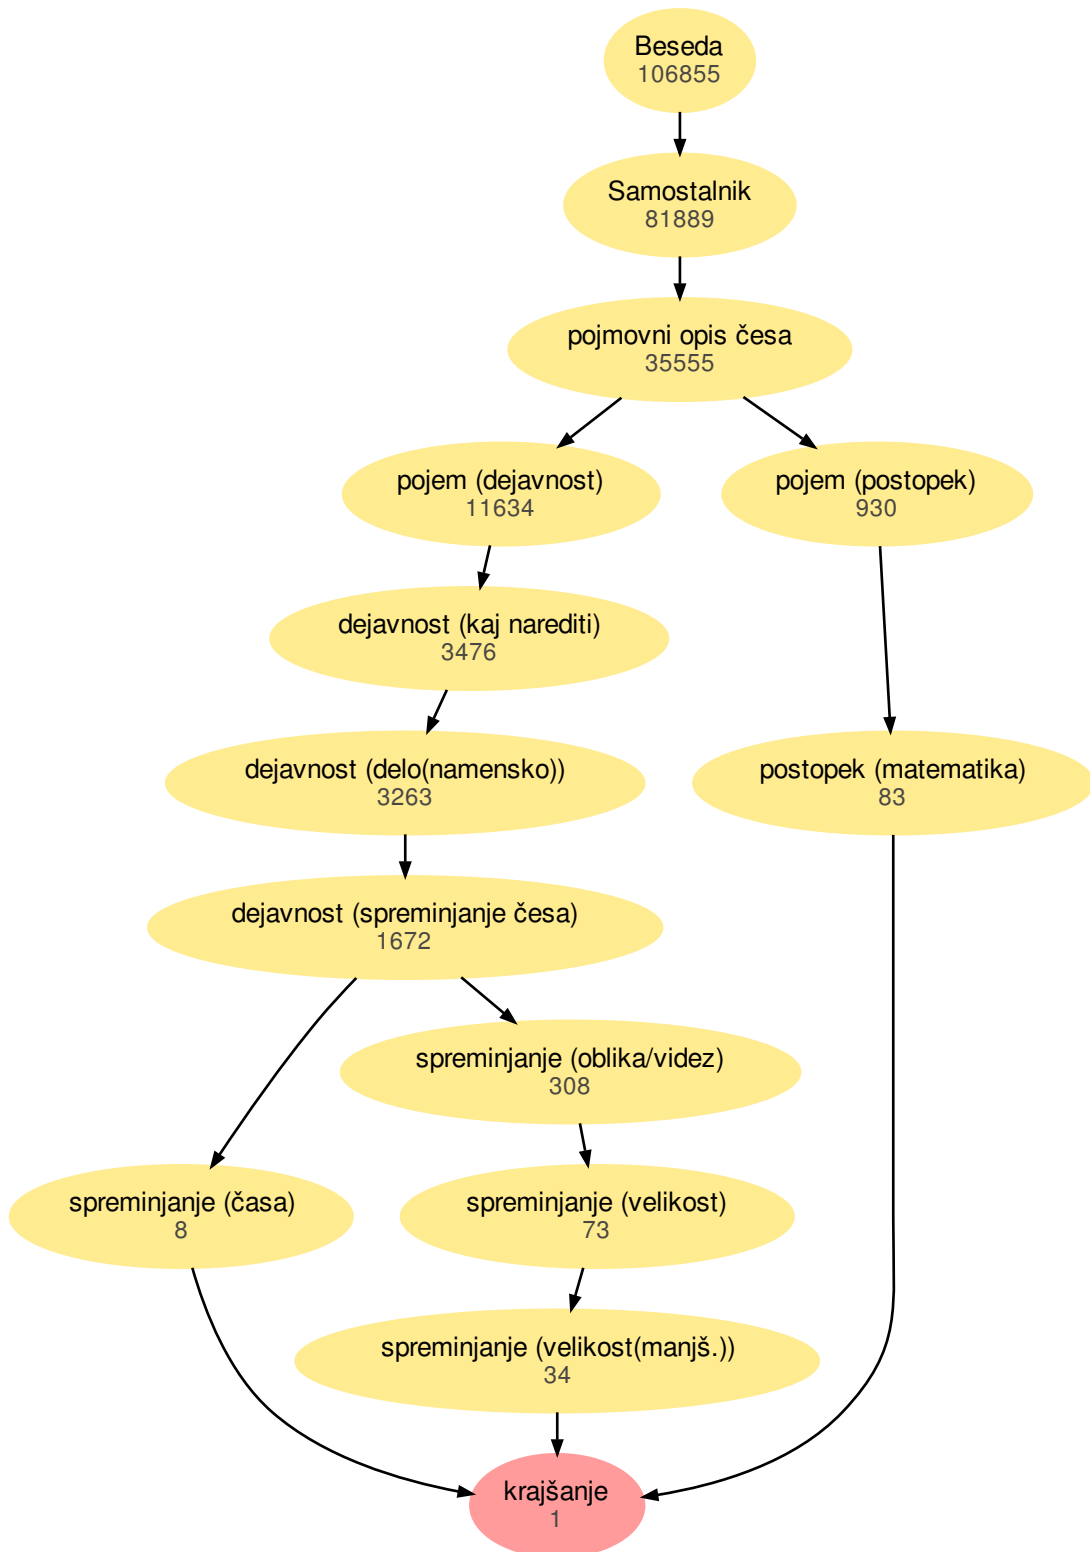 Beseda
106855
Samostalnik
81889
pojmovni opis česa
35555
pojem (dejavnost)
11634
pojem (postopek)
930
dejavnost (kaj narediti)
3476
dejavnost (delo(namensko))
3263
postopek (matematika)
83
dejavnost (spreminjanje česa)
1672
spreminjanje (oblika/videz)
308
spreminjanje (časa)
8
spreminjanje (velikost)
73
spreminjanje (velikost(manjš.))
34
krajšanje
1